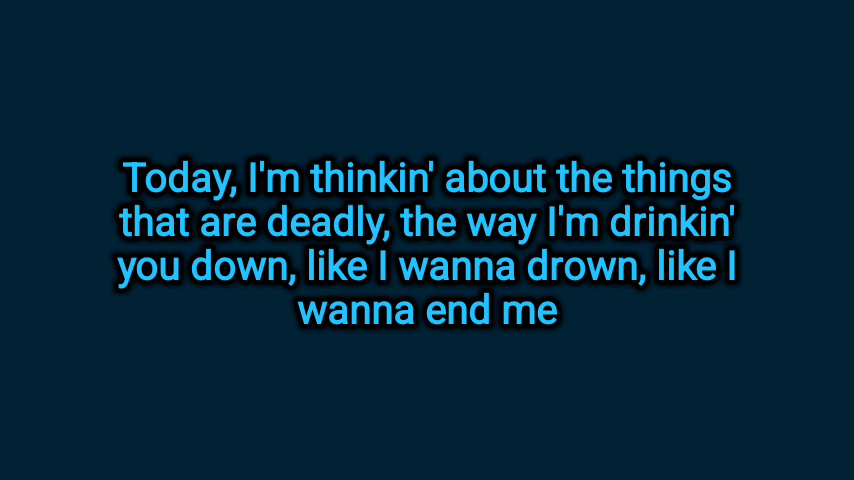 Today, I'm thinkin' about the things
that are deadly, the way I'm drinkin'
you down, like I wanna drown, like I
wanna end me